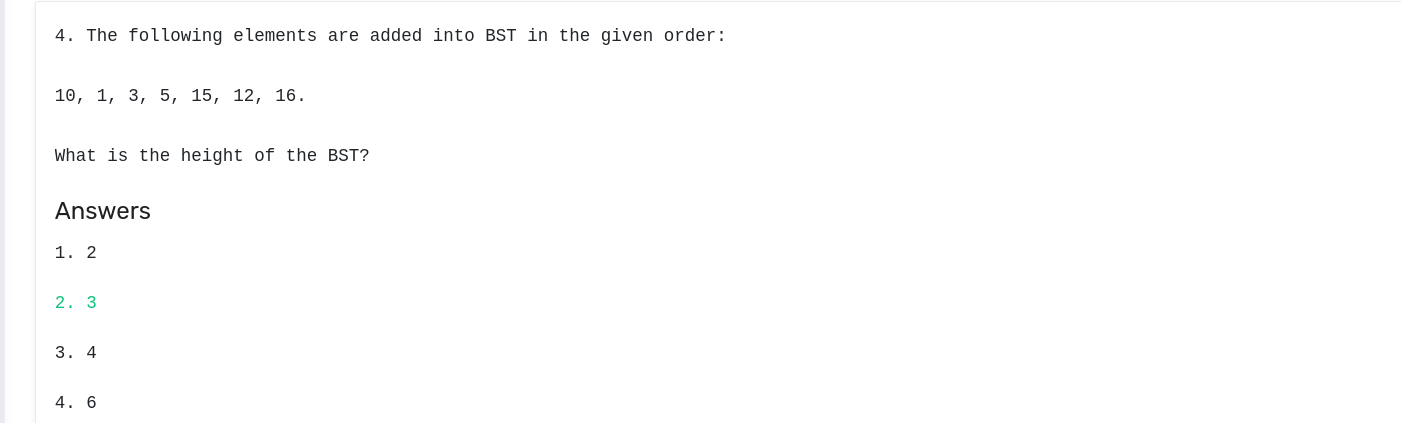 4. The following elements are added into BST in the given order:
10, 1, 3, 5, 15, 12, 16.
What is the height of the BST?
Answers
1. 2
2. 3
3. 4
4. 6